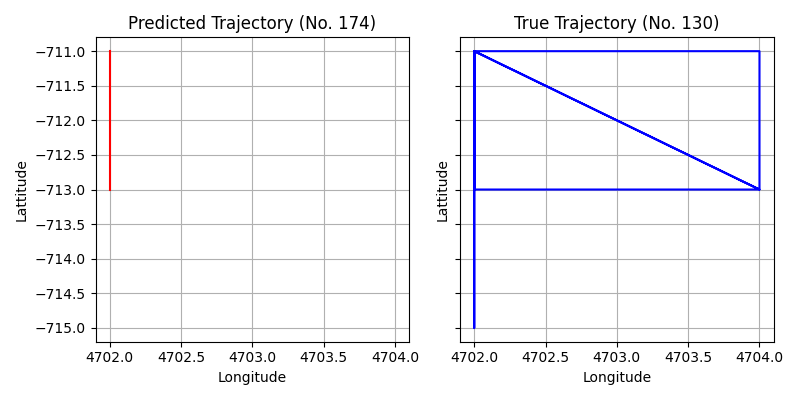 Predicted Trajectory (No. 174)
True Trajectory (No. 130)
−711.0
−711.5
−712.0
−712.5
−713.0
−713.5
−714.0
−714.5
−715.0
Lattitude
Lattitude
4702.0 4702.5 4703.0 4703.5 4704.0
4702.0 4702.5 4703.0 4703.5 4704.0
Longitude
Longitude